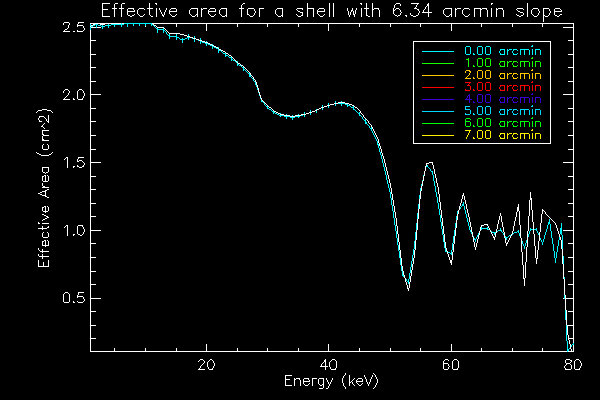 Effective area for a shell with 6.34 arcmin slope
2.5
2.0
1.5
1.0
0.5
Effective Area (cm^2)
0.00 arcmin
1.00 arcmin
2.00 arcmin
3.00 arcmin
4.00 arcmin
5.00 arcmin
6.00 arcmin
7.00 arcmin
20 40 60 80
Energy (keV)